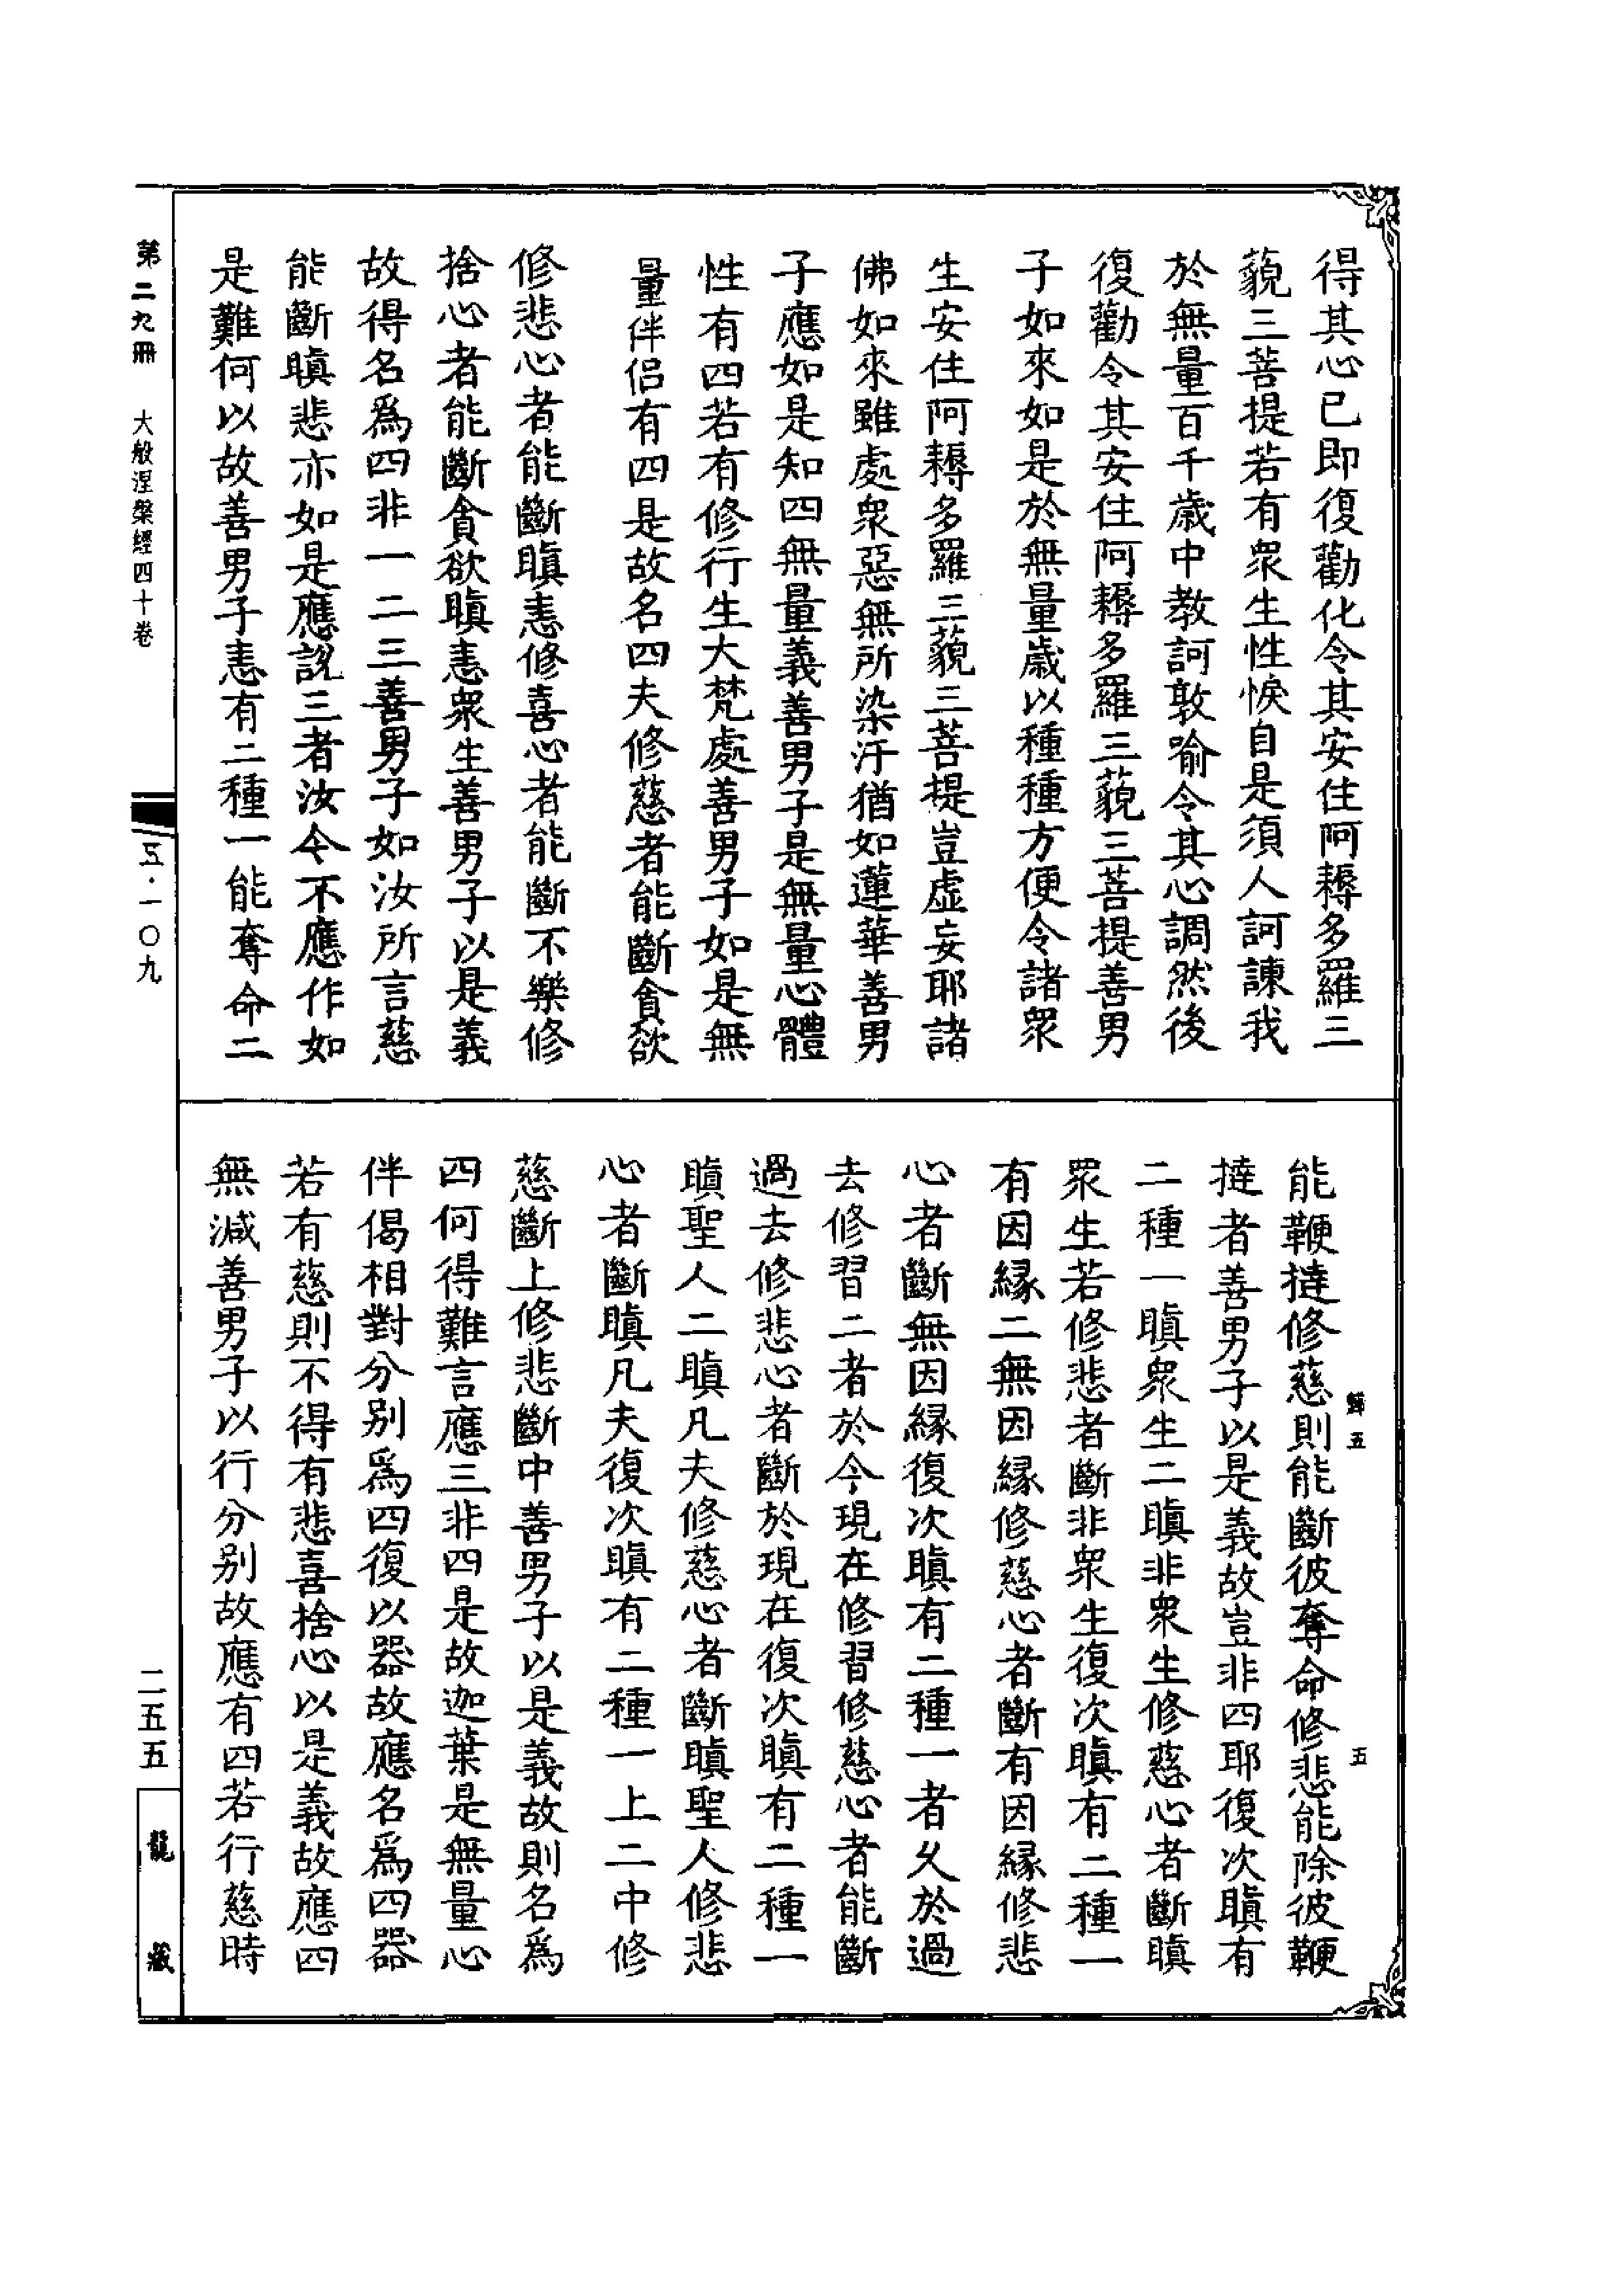 得其心已即復勸化令其安住阿耨多羅三
藐三菩提若有衆生性悷自是須人訶諫我
於無量百千歳中教訶敦喻令其心調然後
復勸令其安住阿耨多羅三藐三菩提善男
子如來如是於無量歳以種種方便令諸衆
生安住阿耨多羅三藐三菩提豈虛妄耶諸
佛如來雖處衆惡無所染汙猶如蓮華善男
子應如是知四無量義善男子是無量心體
性有四若有修行生大梵處善男子如是無
量伴侶有四是故名四夫修慈者能斷貪欲
修悲心者能斷瞋恚修喜心者能斷不樂修
捨心者能斷貪欲瞋恚衆生善男子以是義
故得名爲四非一二三善男子如汝所言慈
能斷瞋悲亦如是應說三者汝今不應作如
是難何以故善男子恚有二種一能奪命二
能鞭撻修慈則能斷彼奪命修悲能除彼鞭
撻者善男子以是義故豈非四耶復次瞋有
二種一瞋衆生二瞋非衆生修慈心者斷瞋
衆生若修悲者斷非衆生復次瞋有二種一
有因緣二無因緣修慈心者斷有因緣修悲
心者斷無因緣復次瞋有二種一者久於過
去修習二者於今現在修習修慈心者能斷
過去修悲心者斷於現在復次瞋有二種一
瞋聖人二瞋凡夫修慈心者斷瞋聖人修悲
心者斷瞋凡夫復次瞋有二種一上二中修
慈斷上修悲斷中善男子以是義故則名爲
四何得難言應三非四是故迦葉是無量心
伴侶相對分別爲四復以器故應名爲四器
若有慈則不得有悲喜捨心以是義故應四
無減善男子以行分別故應有四若行慈時
五
五
第二九冊 大般涅槃經四十卷
五·一〇九
二五五
龍藏